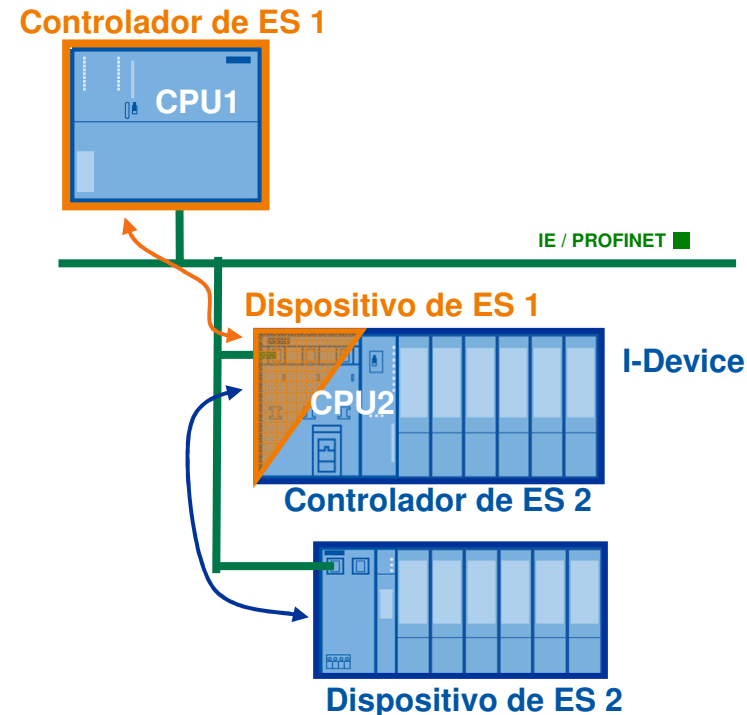 Controlador de ES 1
CPU1
IE / PROFINET
Dispositivo de ES 1
I-Device
CPU2
Controlador de ES 2
Dispositivo de ES 2